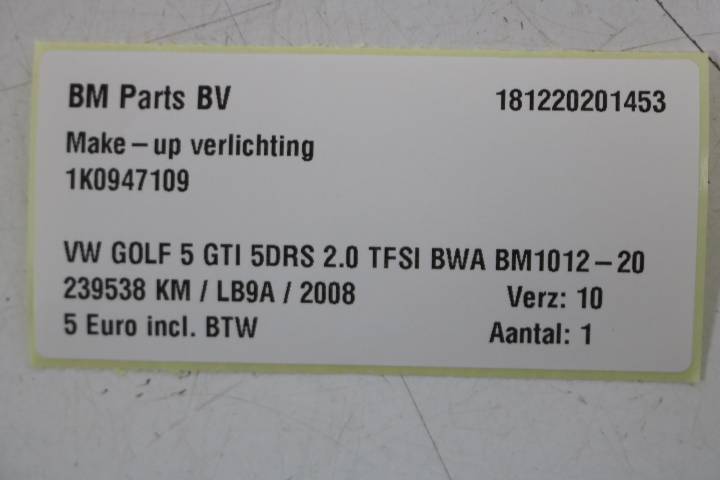 BM Parts BV 181220201453
Make-up verlichting
1K0947109
VW GOLF 5 GTI 5DRS 2.0 TFSI BWA BM1012-20
239538 KM / LB9A / 2008 Verz: 10
5 Euro incl. BTW Aantal: 1